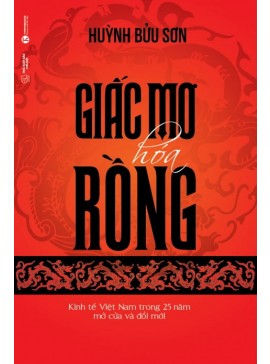 HUỲNH BỬU SƠN
GIẤC MƠ
hóa
RỒNG
Kinh tế Việt Nam trong 25 năm
mở cửa và đổi mới